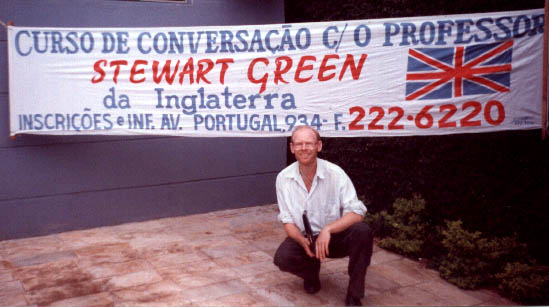 CURSO DE CONVERSAÇÃO C/ O PROFESSOR
STEWART GREEN
da Inglaterra
INSCRIÇÕES e INF. AV. PORTUGAL, 934 - F. 222-6220